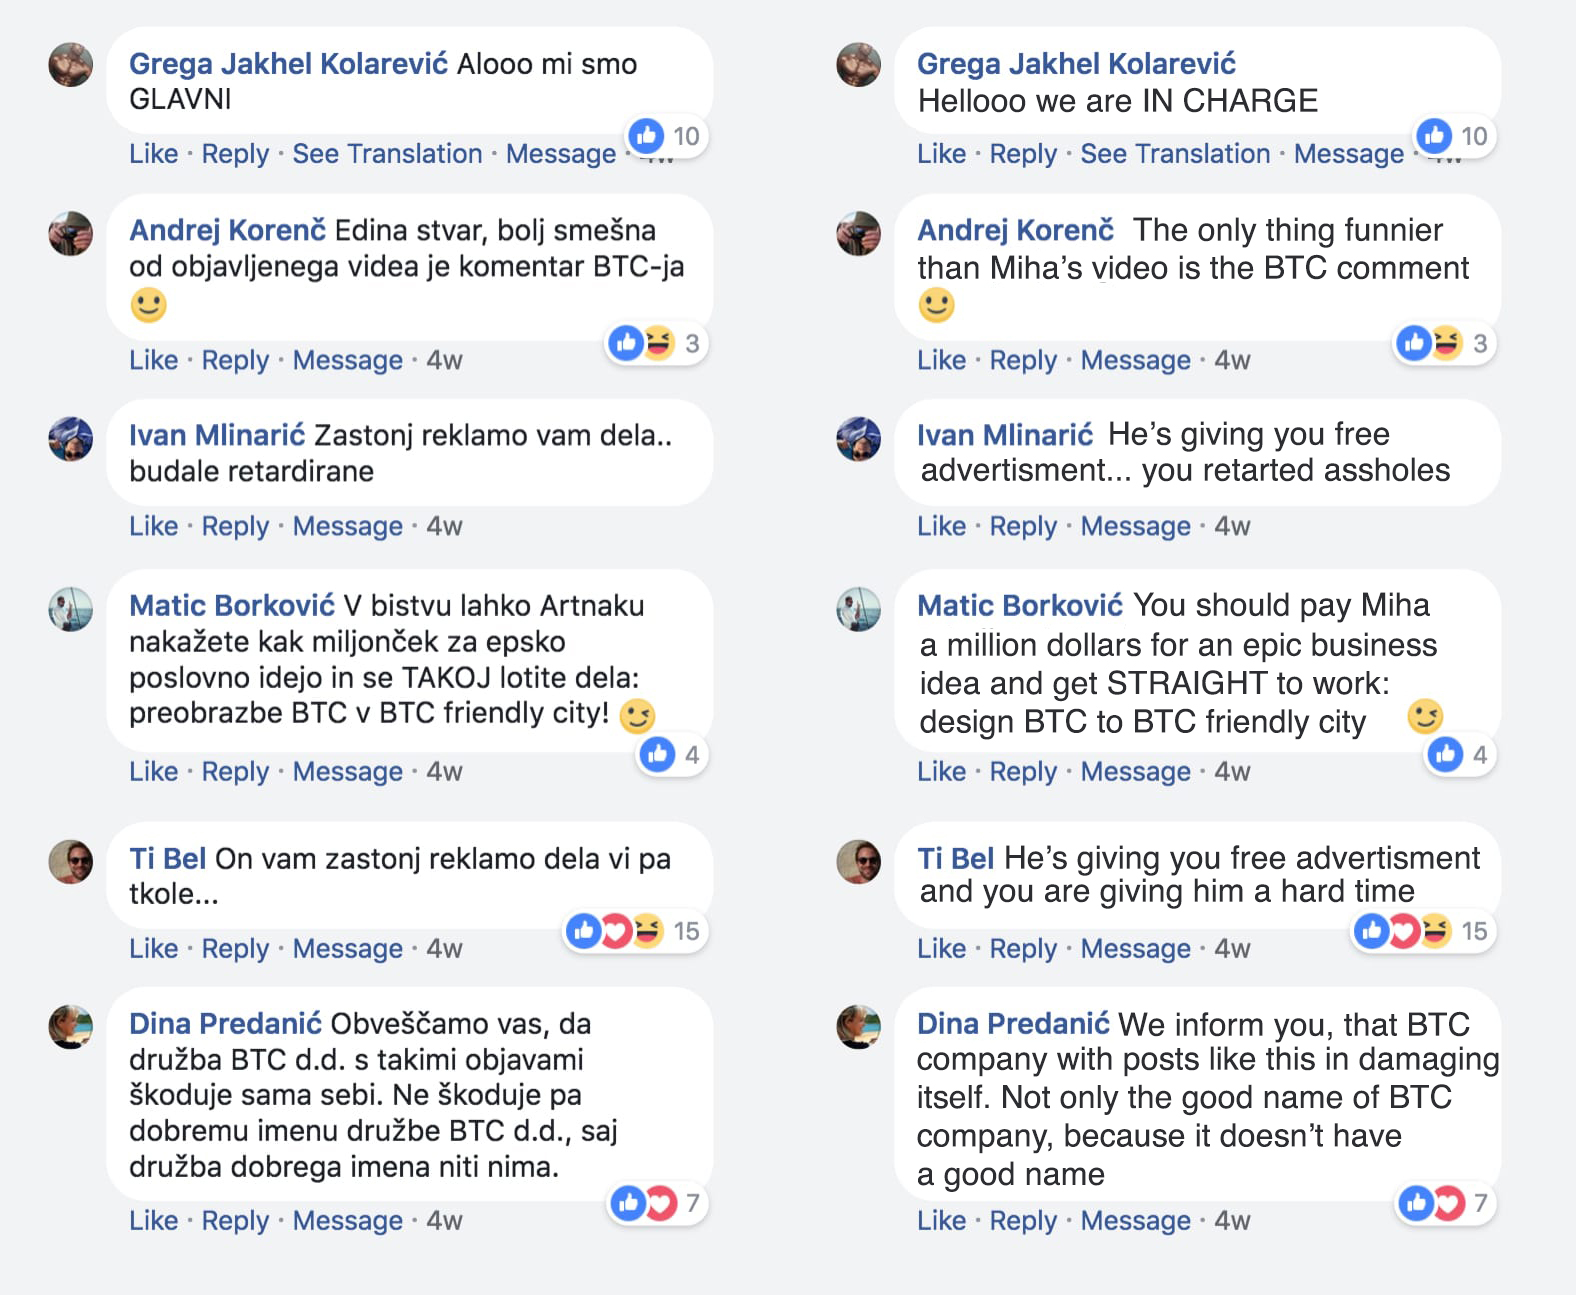 Grega Jakhel Kolarević Alooo mi smo
GLAVNI
10
Like · Reply · See Translation · Message ·
Andrej Korenč Edina stvar, bolj smešna
od objavljenega videa je komentar BTC-ja
3
Like · Reply · Message · 4w
Ivan Mlinarić Zastonj reklamo vam dela..
budale retardirane
Like · Reply · Message · 4w
Matic Borković V bistvu lahko Artnaku
nakažete kak miljonček za epsko
poslovno idejo in se TAKOJ lotite dela:
preobrazbe BTC v BTC friendly city!
4
Like · Reply · Message · 4w
Ti Bel On vam zastonj reklamo dela vi pa
tkole...
15
Like · Reply · Message · 4w
Dina Predanić Obveščamo vas, da
družba BTC d.d. s takimi objavami
škoduje sama sebi. Ne škoduje pa
dobremu imenu družbe BTC d.d., saj
družba dobrega imena niti nima.
7
Like · Reply · Message · 4w
Grega Jakhel Kolarević
Hellooo we are IN CHARGE
10
Like · Reply · See Translation · Message ·
Andrej Korenč The only thing funnier
than Miha's video is the BTC comment
3
Like · Reply · Message · 4w
Ivan Mlinarić He's giving you free
advertisment... you retarted assholes
Like · Reply · Message · 4w
Matic Borković You should pay Miha
a million dollars for an epic business
idea and get STRAIGHT to work:
design BTC to BTC friendly city
4
Like · Reply · Message · 4w
Ti Bel He's giving you free advertisment
and you are giving him a hard time
15
Like · Reply · Message · 4w
Dina Predanić We inform you, that BTC
company with posts like this in damaging
itself. Not only the good name of BTC
company, because it doesn't have
a good name
7
Like · Reply · Message · 4w